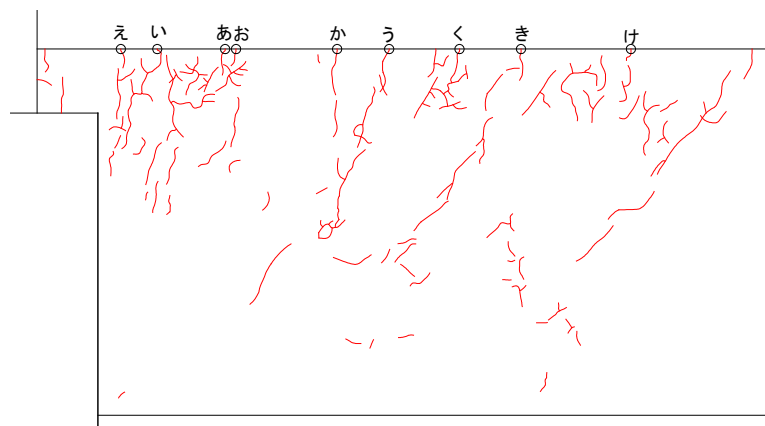 え い あ お か う く き け